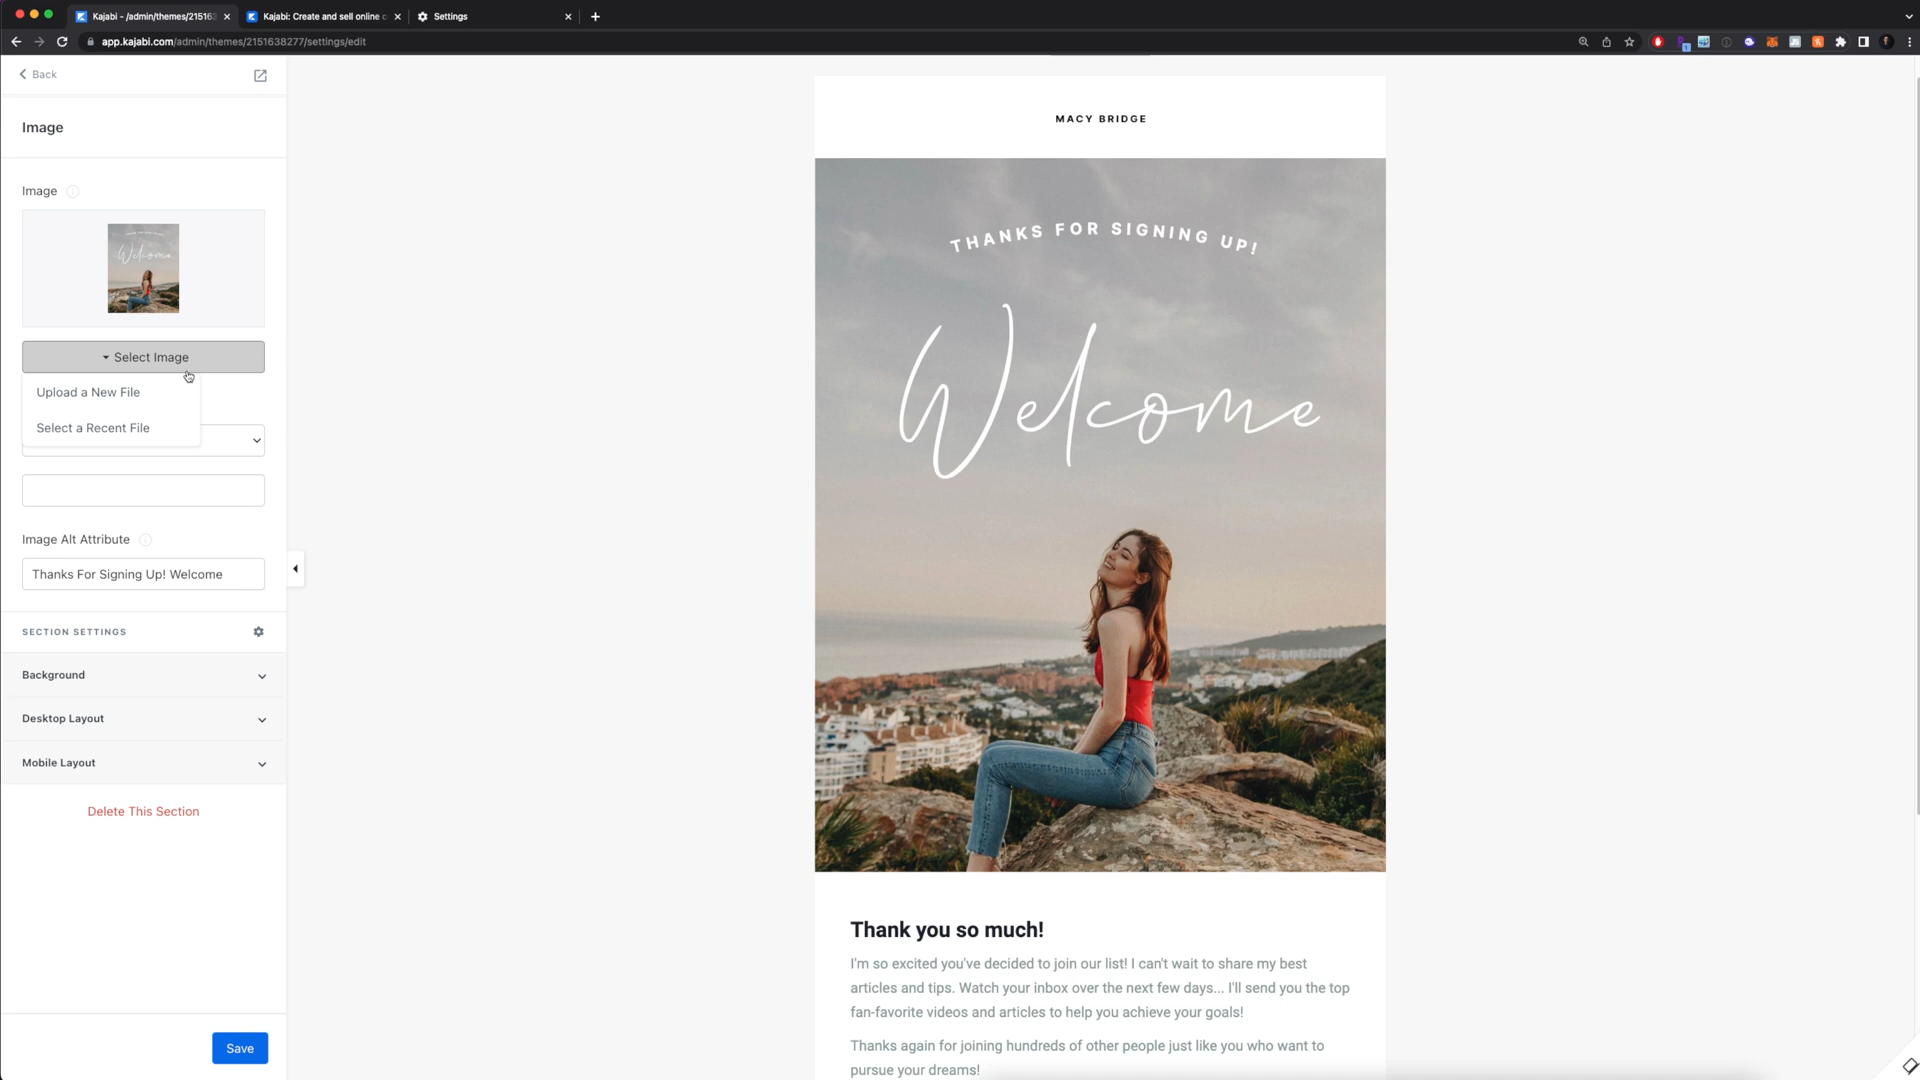 Kajabi - /admin/themes/21516
Kajabi: Create and sell online
Settings
app.kajabi.com/admin/themes/2151638277/settings/edit
Back
Image
Image
Select Image
Upload a New File
Select a Recent File
Image Alt Attribute
Thanks For Signing Up! Welcome
SECTION SETTINGS
Background
Desktop Layout
Mobile Layout
Delete This Section
Save
MACY BRIDGE
THANKS FOR SIGNING UP!
Welcome
Thank you so much!
I'm so excited you've decided to join our list! I can't wait to share my best
articles and tips. Watch your inbox over the next few days... I'll send you the top
fan-favorite videos and articles to help you achieve your goals!
Thanks again for joining hundreds of other people just like you who want to
pursue your dreams!